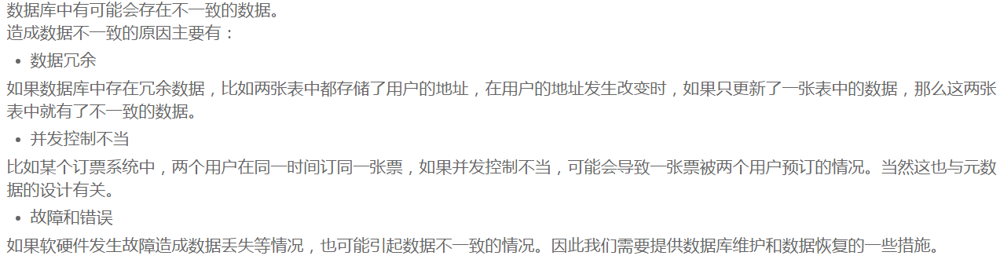 数据库中有可能会存在不一致的数据。
造成数据不一致的原因主要有：
• 数据冗余
如果数据库中存在冗余数据，比如两张表中都存储了用户的地址，在用户的地址发生改变时，如果只更新了一张表中的数据，那么这两张
表中就有了不一致的数据。
• 并发控制不当
比如某个订票系统中，两个用户在同一时间订同一张票，如果并发控制不当，可能会导致一张票被两个用户预订的情况。当然这也与元数
据的设计有关。
• 故障和错误
如果软硬件发生故障造成数据丢失等情况，也可能引起数据不一致的情况。因此我们需要提供数据库维护和数据恢复的一些措施。